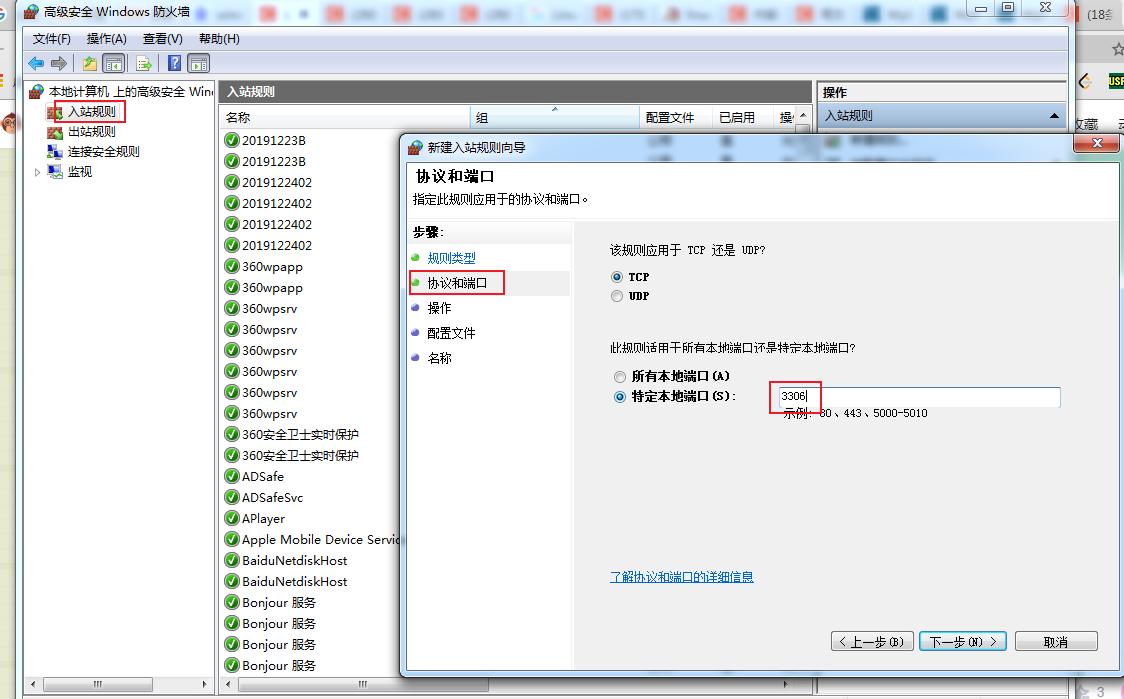 高级安全 Windows 防火墙
(18条
文件(F) 操作(A) 查看(V) 帮助(H)
本地计算机 上的高级安全 Win
入站规则
出站规则
连接安全规则
监视
入站规则
名称 组 配置文件 已启用 操
20191223B
20191223B
2019122402
2019122402
2019122402
2019122402
360wpapp
360wpapp
360wpsrv
360wpsrv
360wpsrv
360wpsrv
360wpsrv
360wpsrv
360安全卫士实时保护
360安全卫士实时保护
ADSafe
ADSafeSvc
APlayer
Apple Mobile Device Servic
BaiduNetdiskHost
BaiduNetdiskHost
Bonjour 服务
Bonjour 服务
Bonjour 服务
Bonjour 服务
操作
入站规则
USF
收藏
新建入站规则向导
协议和端口
指定此规则应用于的协议和端口。
步骤:
规则类型
协议和端口
操作
配置文件
名称
该规则应用于 TCP 还是 UDP?
TCP
UDP
此规则适用于所有本地端口还是特定本地端口?
所有本地端口(A)
特定本地端口(S): 3306
示例: 80、443、5000-5010
了解协议和端口的详细信息
< 上一步(B) 下一步(N) > 取消
3